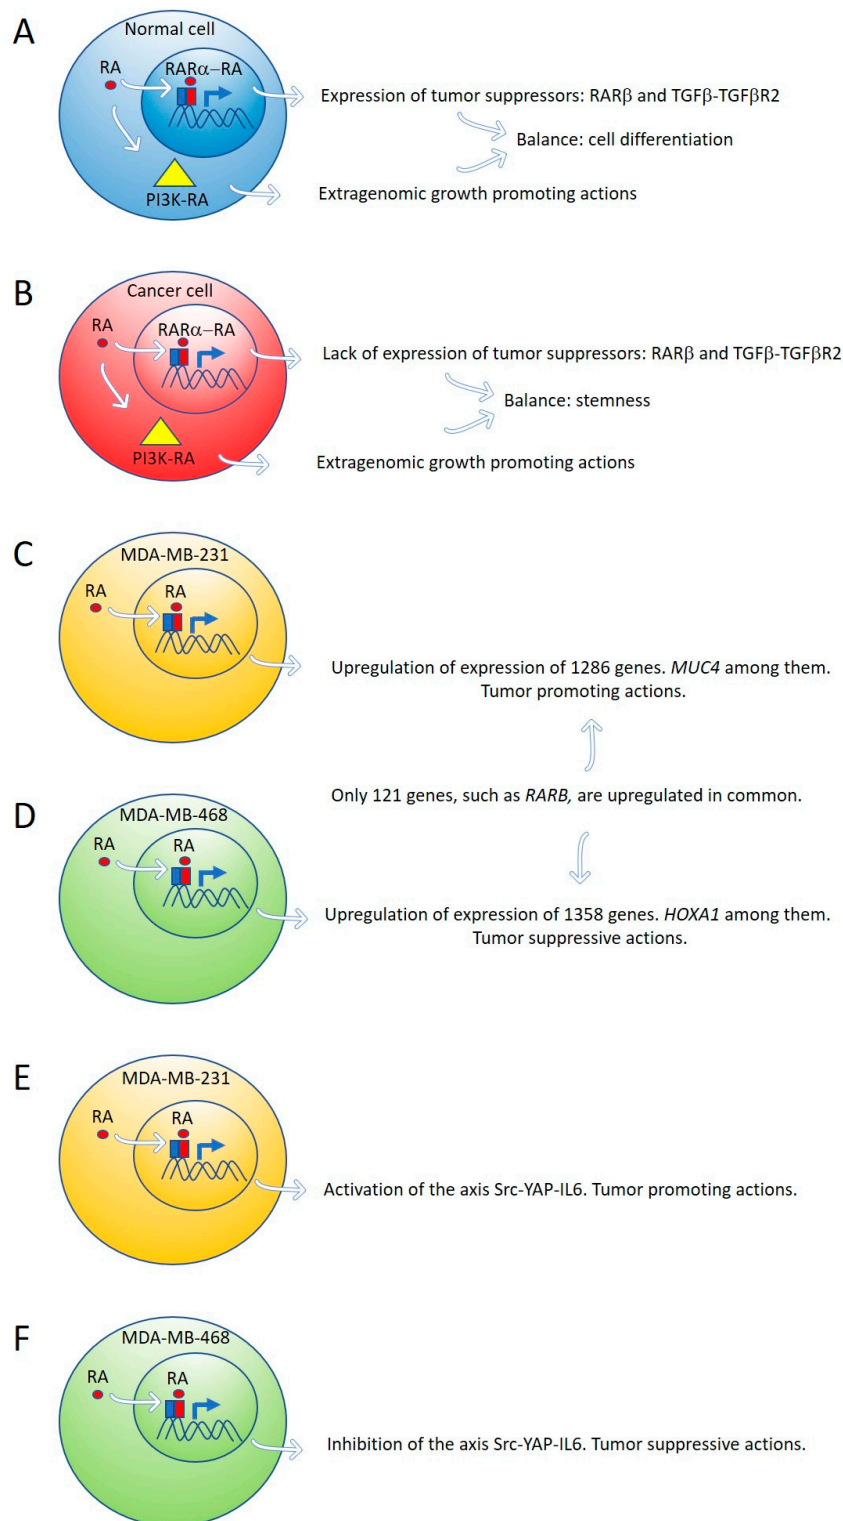 A
Normal cell
RA
RARα–RA
PI3K-RA
Expression of tumor suppressors: RARβ and TGFβ-TGFβR2
Balance: cell differentiation
Extragenomic growth promoting actions
B
Cancer cell
RA
RARα–RA
PI3K-RA
Lack of expression of tumor suppressors: RARβ and TGFβ-TGFβR2
Balance: stemness
Extragenomic growth promoting actions
C
MDA-MB-231
RA
RA
Upregulation of expression of 1286 genes. MUC4 among them.
Tumor promoting actions.
Only 121 genes, such as RARB, are upregulated in common.
D
MDA-MB-468
RA
RA
Upregulation of expression of 1358 genes. HOXA1 among them.
Tumor suppressive actions.
E
MDA-MB-231
RA
RA
Activation of the axis Src-YAP-IL6. Tumor promoting actions.
F
MDA-MB-468
RA
RA
Inhibition of the axis Src-YAP-IL6. Tumor suppressive actions.